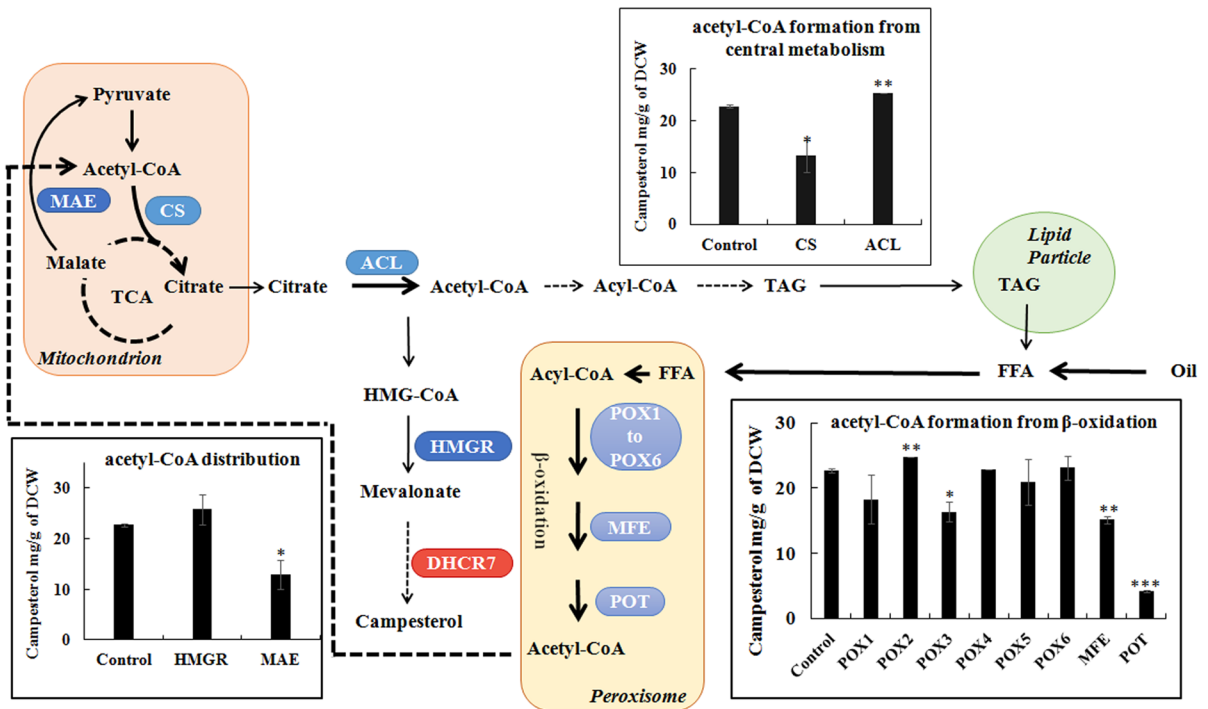 acetyl-CoA formation from
central metabolism
Campesterol mg/g of DCW
30
20
10
0
**
*
Control CS ACL
Pyruvate
Acetyl-CoA
MAE
CS
Malate
TCA
Citrate
Mitochondrion
Citrate
ACL
Acetyl-CoA
Acyl-CoA
TAG
Lipid
Particle
TAG
FFA
Oil
HMG-CoA
HMGR
Mevalonate
DHCR7
Campesterol
Acyl-CoA
FFA
POX1
to
POX6
β-oxidation
MFE
POT
Acetyl-CoA
Peroxisome
acetyl-CoA distribution
Campesterol mg/g of DCW
30
20
10
0
*
Control HMGR MAE
acetyl-CoA formation from β-oxidation
Campesterol mg/g of DCW
30
20
10
0
**
*
**
***
Control POX1 POX2 POX3 POX4 POX5 POX6 MFE POT